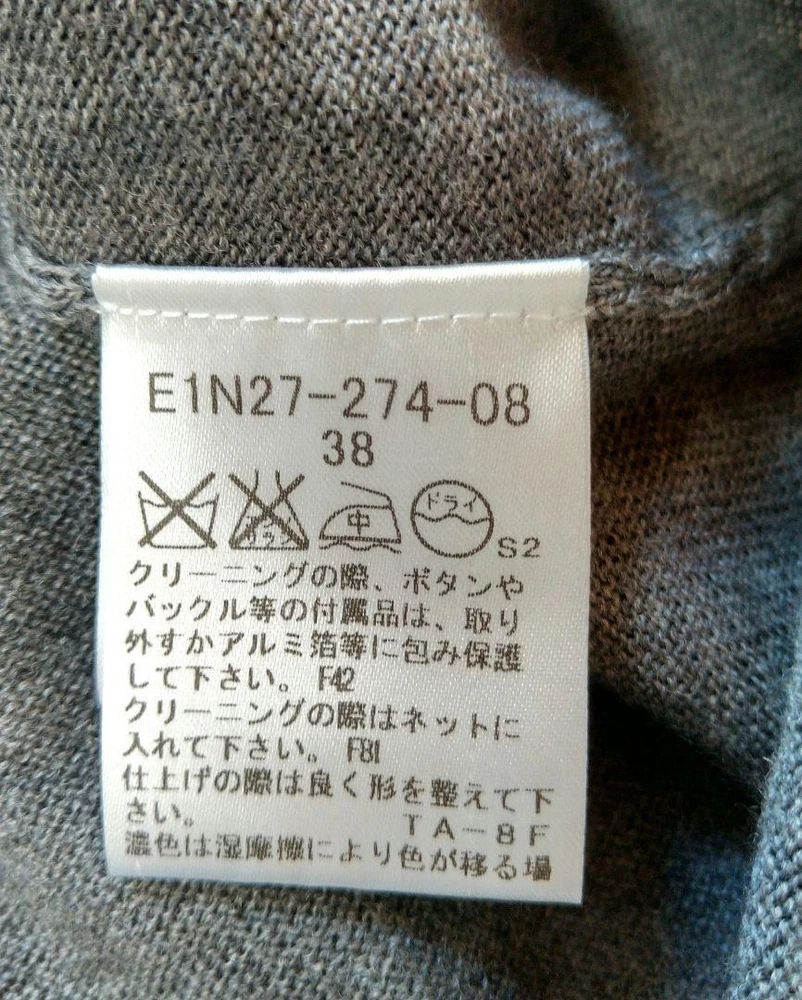 E1N27-274-08
38
中 ドライ S2
クリーニングの際、ボタンや
バックル等の付属品は、取り
外すかアルミ箔等に包み保護
して下さい。 F42
クリーニングの際はネットに
入れて下さい。 F81
仕上げの際は良く形を整えて下
さい。 TA-8F
濃色は湿摩擦により色が移る場